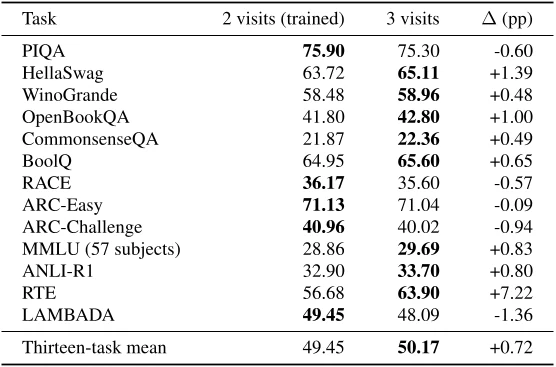 Task 2 visits (trained) 3 visits Δ (pp)
PIQA 75.90 75.30 -0.60
HellaSwag 63.72 65.11 +1.39
WinoGrande 58.48 58.96 +0.48
OpenBookQA 41.80 42.80 +1.00
CommonsenseQA 21.87 22.36 +0.49
BoolQ 64.95 65.60 +0.65
RACE 36.17 35.60 -0.57
ARC-Easy 71.13 71.04 -0.09
ARC-Challenge 40.96 40.02 -0.94
MMLU (57 subjects) 28.86 29.69 +0.83
ANLI-R1 32.90 33.70 +0.80
RTE 56.68 63.90 +7.22
LAMBADA 49.45 48.09 -1.36
Thirteen-task mean 49.45 50.17 +0.72